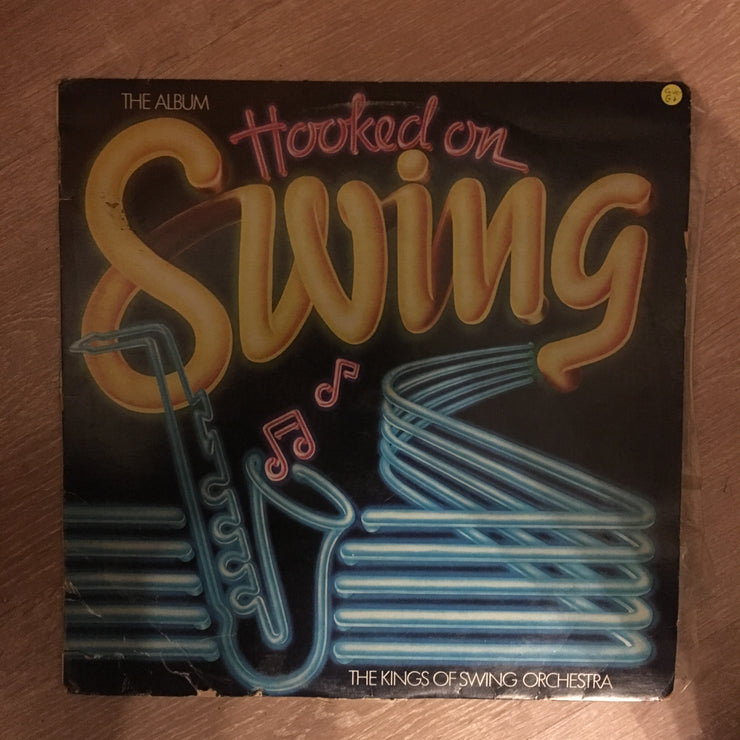 THE ALBUM
Hooked on
Swing
THE KINGS OF SWING ORCHESTRA